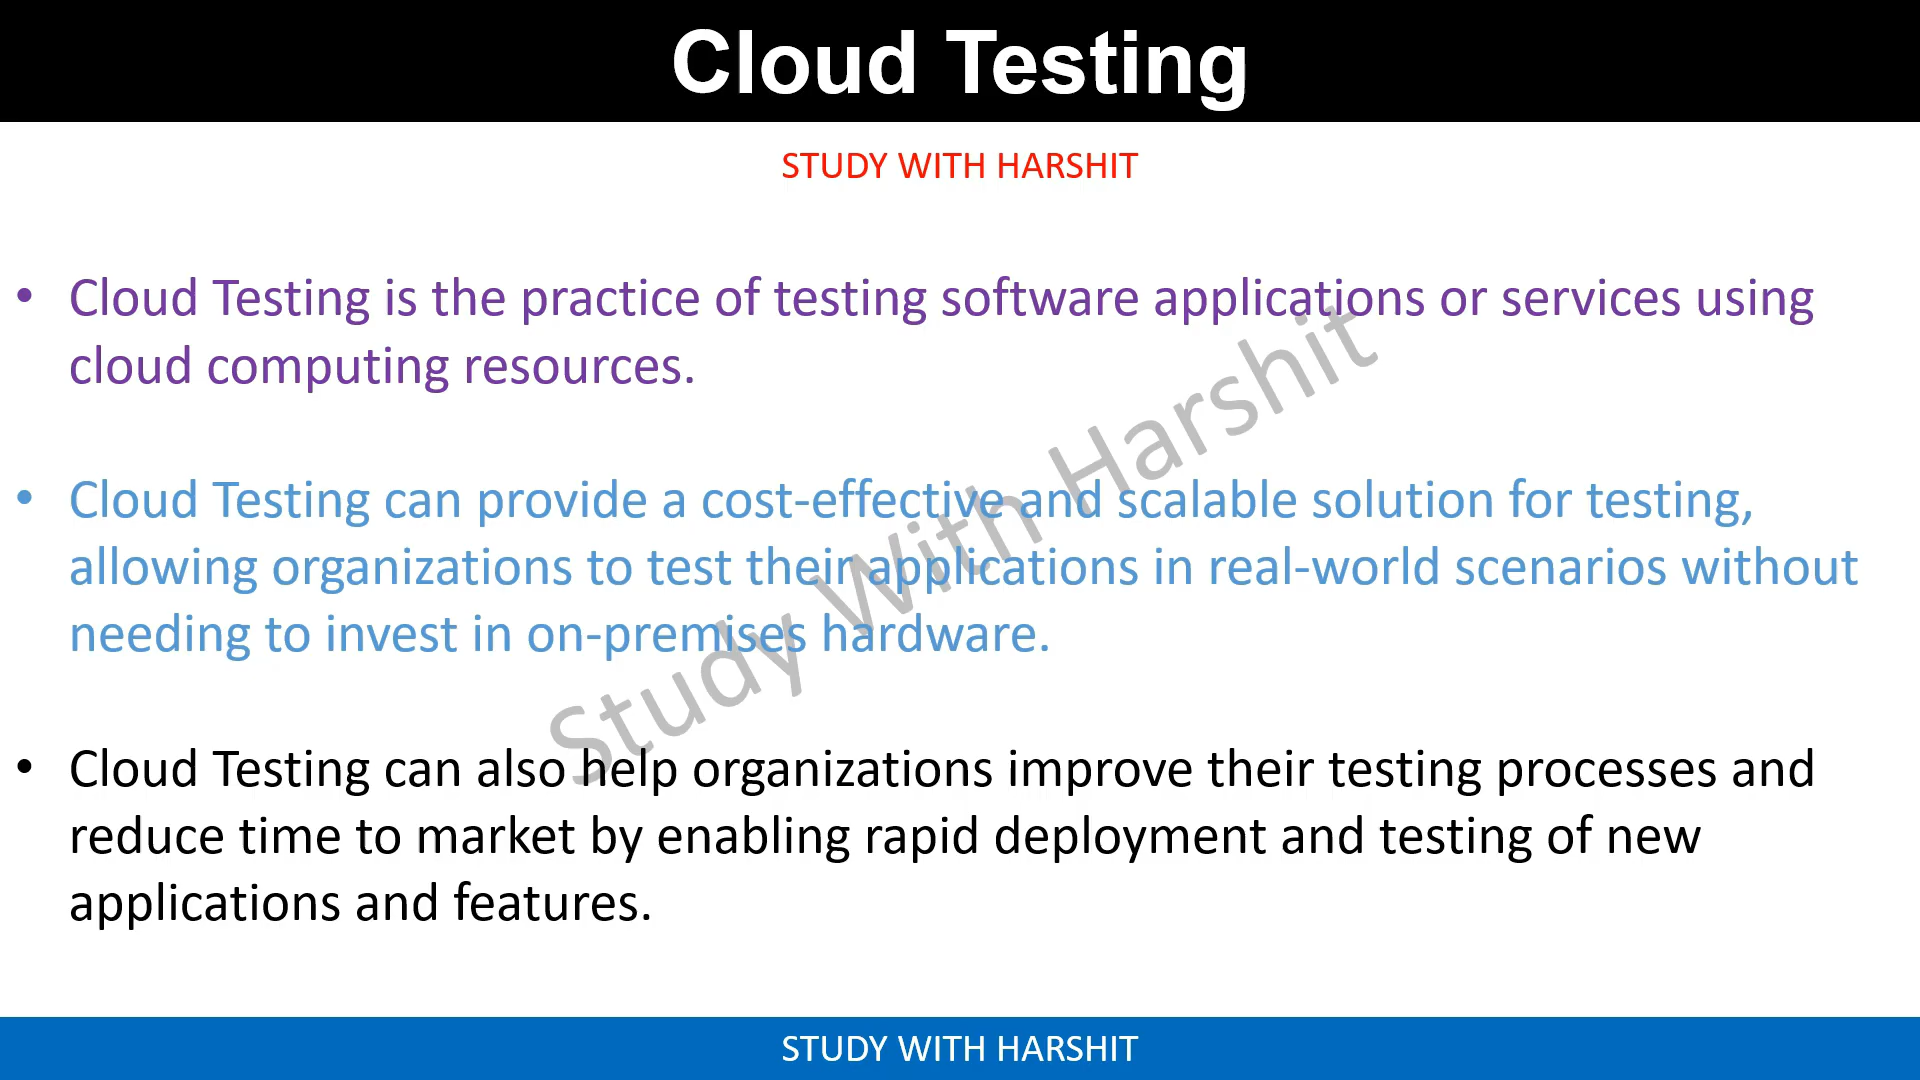 Cloud Testing
STUDY WITH HARSHIT
• Cloud Testing is the practice of testing software applications or services using
cloud computing resources.
• Cloud Testing can provide a cost-effective and scalable solution for testing,
allowing organizations to test their applications in real-world scenarios without
needing to invest in on-premises hardware.
• Cloud Testing can also help organizations improve their testing processes and
reduce time to market by enabling rapid deployment and testing of new
applications and features.
Study With Harshit
STUDY WITH HARSHIT